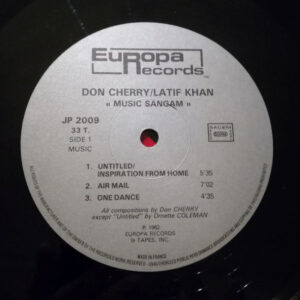 Europa
Records
DON CHERRY/LATIF KHAN
« MUSIC SANGAM »
JP 2009
33 T.
SIDE 1
MUSIC
SACEM
1. UNTITLED/
INSPIRATION FROM HOME 5'35
2. AIR MAIL 7'02
3. ONE DANCE 4'35
All compositions by Don CHERRY
except "Untitled" by Ornette COLEMAN
P. 1982
EUROPA RECORDS
TAPES, INC.
MADE IN FRANCE